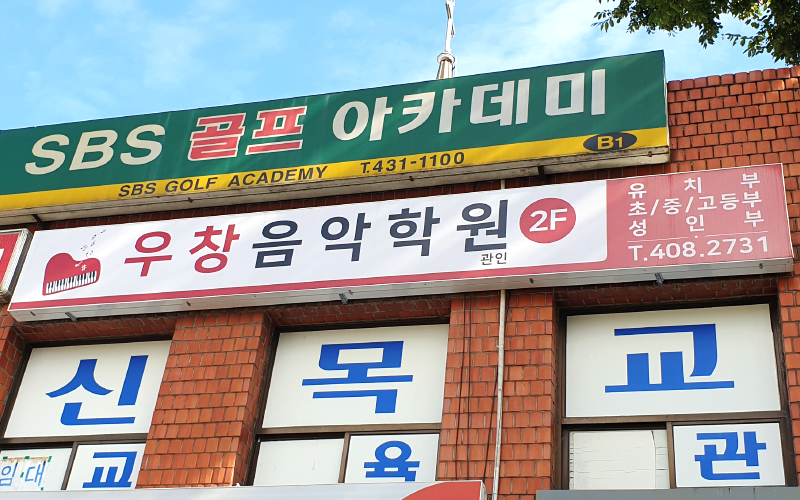 SBS 골프 아카데미
SBS GOLF ACADEMY T.431-1100 B1
우창음악학원 관인 2F
유치부
초/중/고등부
성인부
T.408.2731
신목교
임·대 교육관